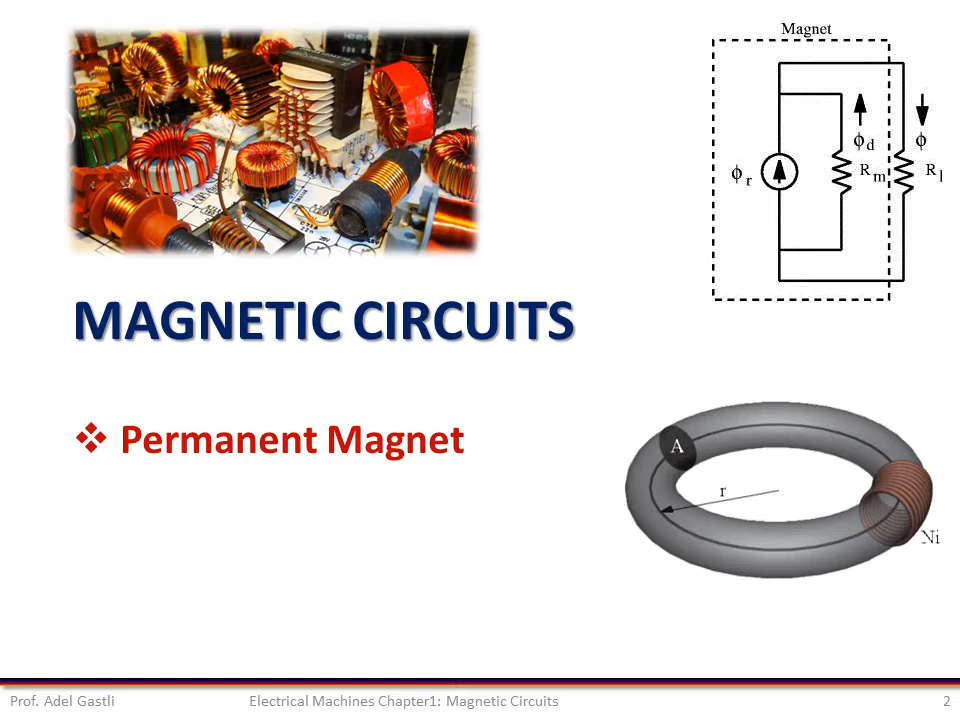 Magnet
ϕr
ϕd
Rm
ϕ
Rl
MAGNETIC CIRCUITS
❖ Permanent Magnet
A
r
Ni
Prof. Adel Gastli
Electrical Machines Chapter1: Magnetic Circuits
2